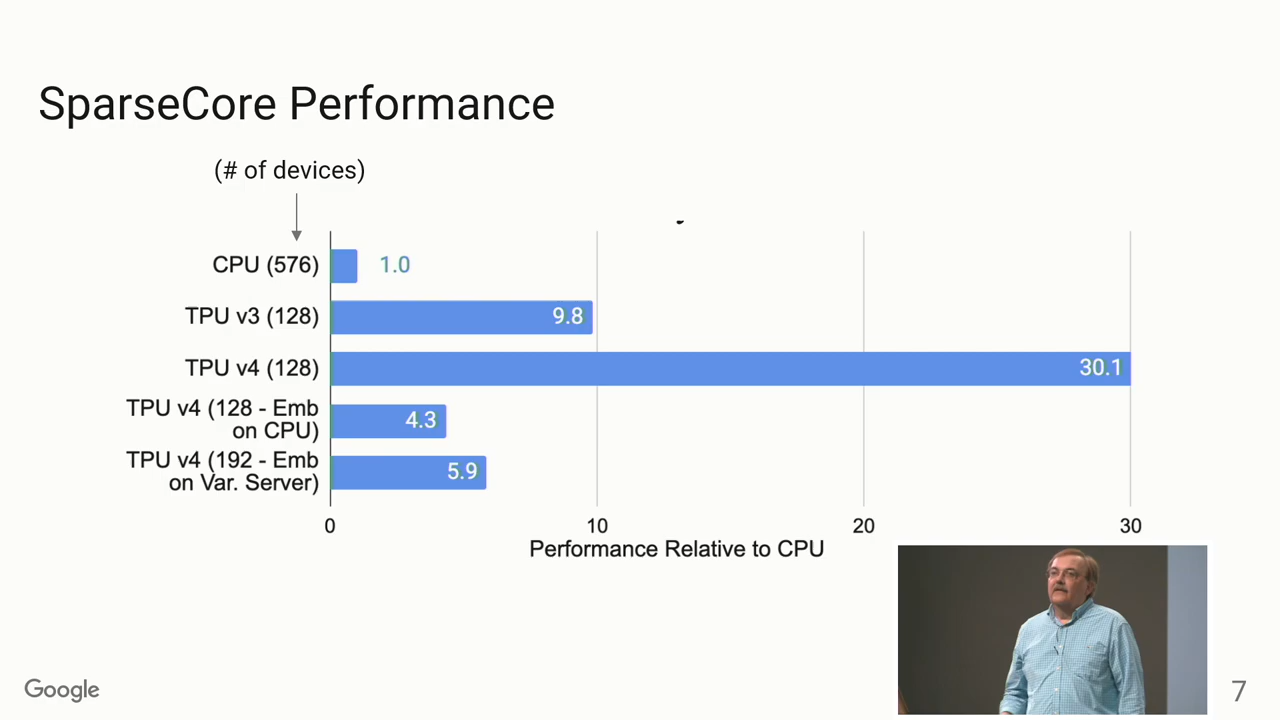 SparseCore Performance
(# of devices)
CPU (576)
1.0
TPU v3 (128)
9.8
TPU v4 (128)
30.1
TPU v4 (128 - Emb
on CPU)
4.3
TPU v4 (192 - Emb
on Var. Server)
5.9
0
10
20
30
Performance Relative to CPU
Google
7